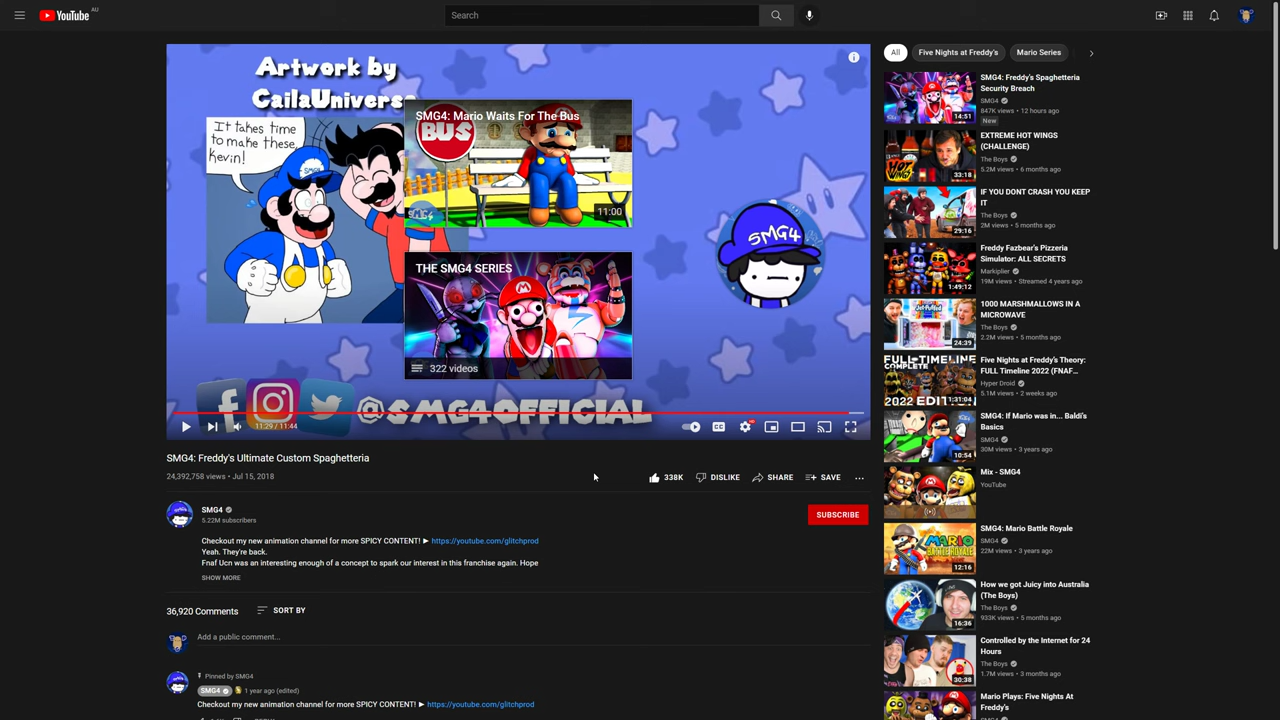 YouTube AU
Search
Artwork by
CailaUnivers
It takes time
to make these,
Kevin!
SMG4: Mario Waits For The Bus
BUS
11:00
THE SMG4 SERIES
322 videos
SMG4
@SMG4OFFICIAL
11:29 / 11:44
SMG4: Freddy's Ultimate Custom Spaghetteria
24,392,758 views • Jul 15, 2018
338K
DISLIKE
SHARE
SAVE
SMG4
5.22M subscribers
SUBSCRIBE
Checkout my new animation channel for more SPICY CONTENT! ► https://youtube.com/glitchprod
Yeah. They're back.
Fnaf Ucn was an interesting enough of a concept to spark our interest in this franchise again. Hope
SHOW MORE
36,920 Comments
SORT BY
Add a public comment...
Pinned by SMG4
SMG4
1 year ago (edited)
Checkout my new animation channel for more SPICY CONTENT! ► https://youtube.com/glitchprod
All
Five Nights at Freddy's
Mario Series
SMG4: Freddy's Spaghetteria
Security Breach
SMG4
847K views • 12 hours ago
New
14:51
EXTREME HOT WINGS
(CHALLENGE)
The Boys
5.2M views • 6 months ago
33:18
IF YOU DONT CRASH YOU KEEP
IT
The Boys
2M views • 5 months ago
29:16
Freddy Fazbear's Pizzeria
Simulator: ALL SECRETS
Markiplier
19M views • Streamed 4 years ago
1:49:12
1000 MARSHMALLOWS IN A
MICROWAVE
The Boys
2.2M views • 5 months ago
24:39
Five Nights at Freddy's Theory:
FULL Timeline 2022 (FNAF...
Hyper Droid
5.1M views • 2 weeks ago
FULL-TIMELINE
COMPLETE
2022 EDITION
1:31:04
SMG4: If Mario was in... Baldi's
Basics
SMG4
30M views • 3 years ago
10:54
Mix - SMG4
YouTube
SMG4: Mario Battle Royale
SMG4
22M views • 3 years ago
MARIO
BATTLE ROYALE
12:16
How we got Juicy into Australia
(The Boys)
The Boys
933K views • 5 months ago
16:36
Controlled by the Internet for 24
Hours
The Boys
1.7M views • 3 months ago
30:38
Mario Plays: Five Nights At
Freddy's